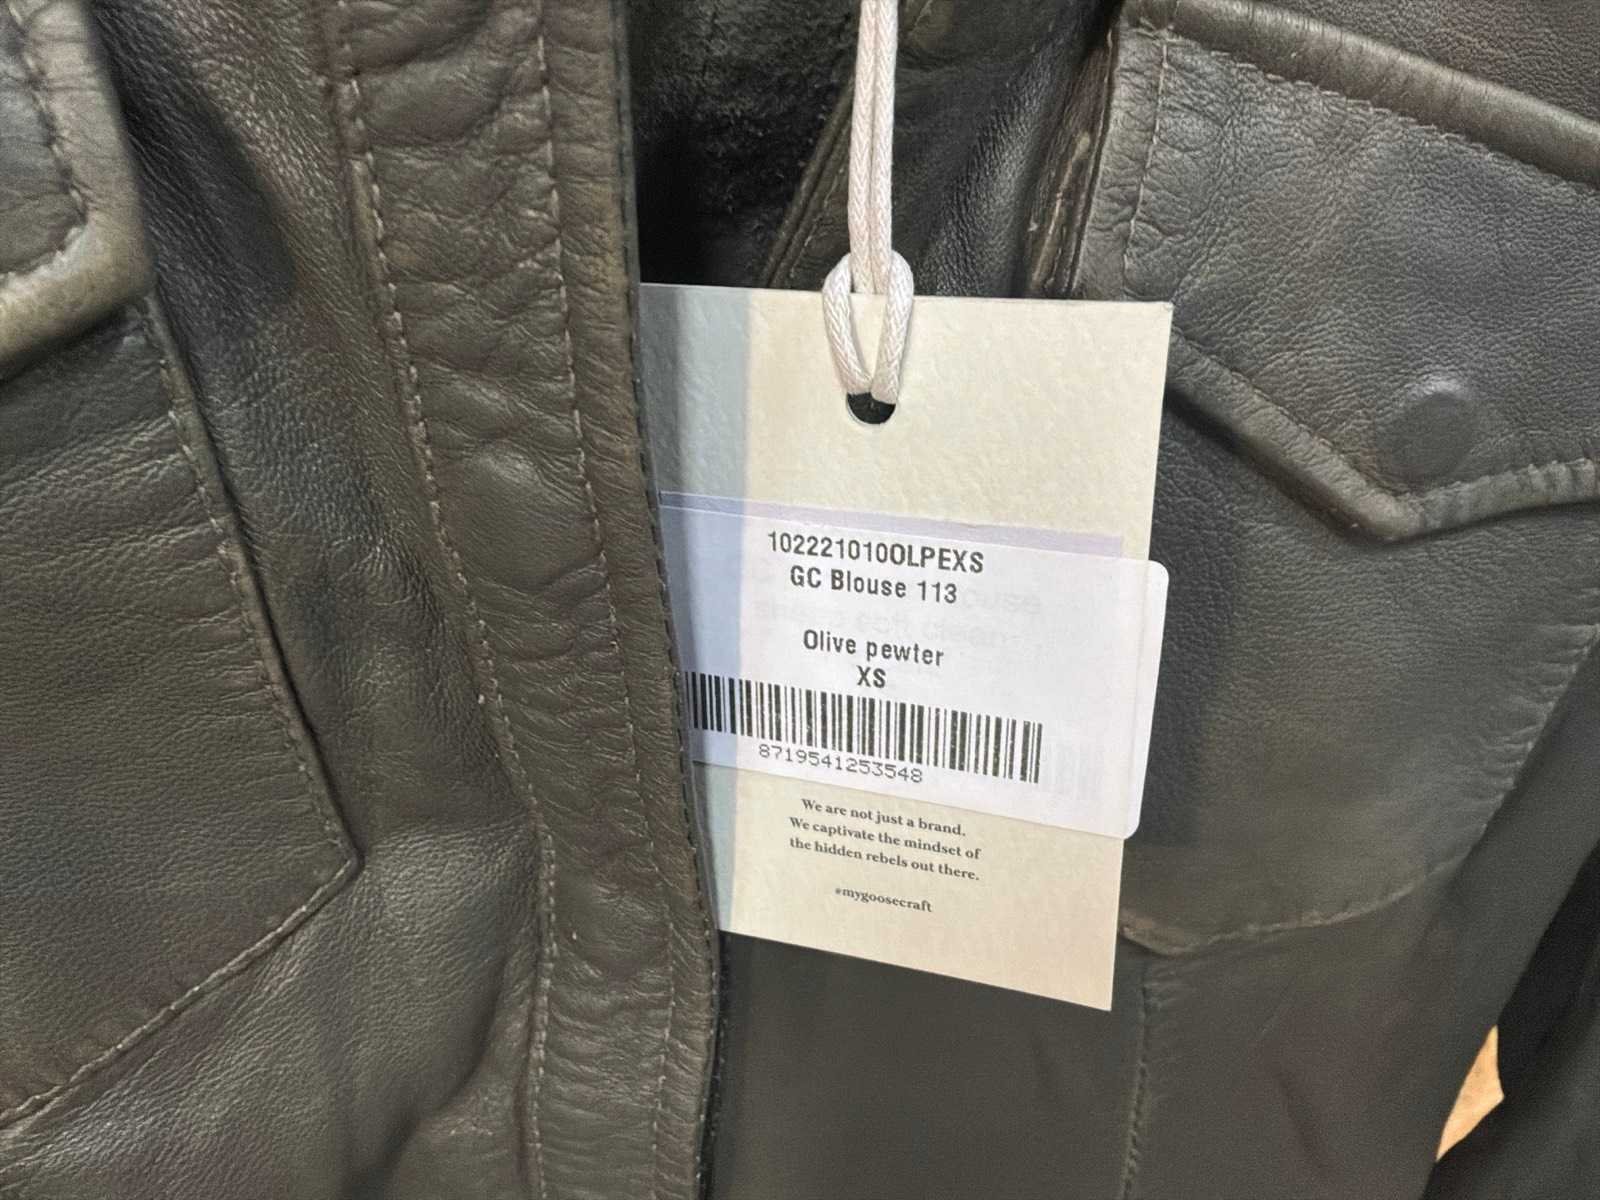 102221010OLPEXS
GC Blouse 113
Olive pewter
XS
8719541253548
We are not just a brand.
We captivate the mindset of
the hidden rebels out there.
#mygoosecraft